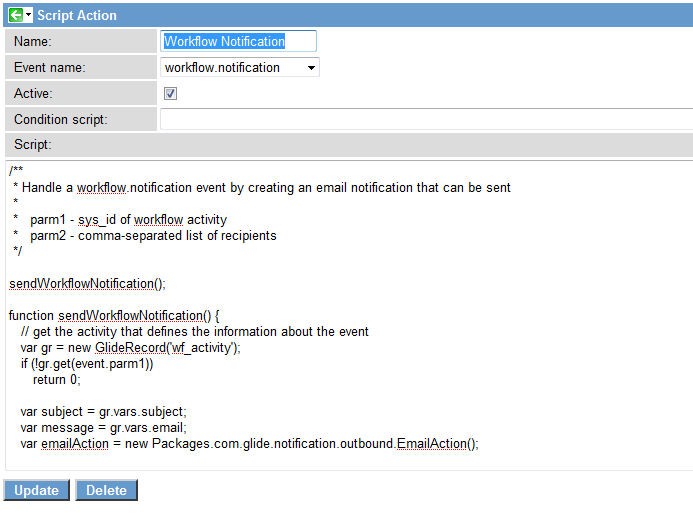 Script Action
Name: Workflow Notification
Event name: workflow.notification
Active:
Condition script:
Script:
/**
 * Handle a workflow.notification event by creating an email notification that can be sent
 *
 *   parm1 - sys_id of workflow activity
 *   parm2 - comma-separated list of recipients
 */
sendWorkflowNotification();
function sendWorkflowNotification() {
   // get the activity that defines the information about the event
   var gr = new GlideRecord('wf_activity');
   if (!gr.get(event.parm1))
      return 0;
   var subject = gr.vars.subject;
   var message = gr.vars.email;
   var emailAction = new Packages.com.glide.notification.outbound.EmailAction();
Update Delete